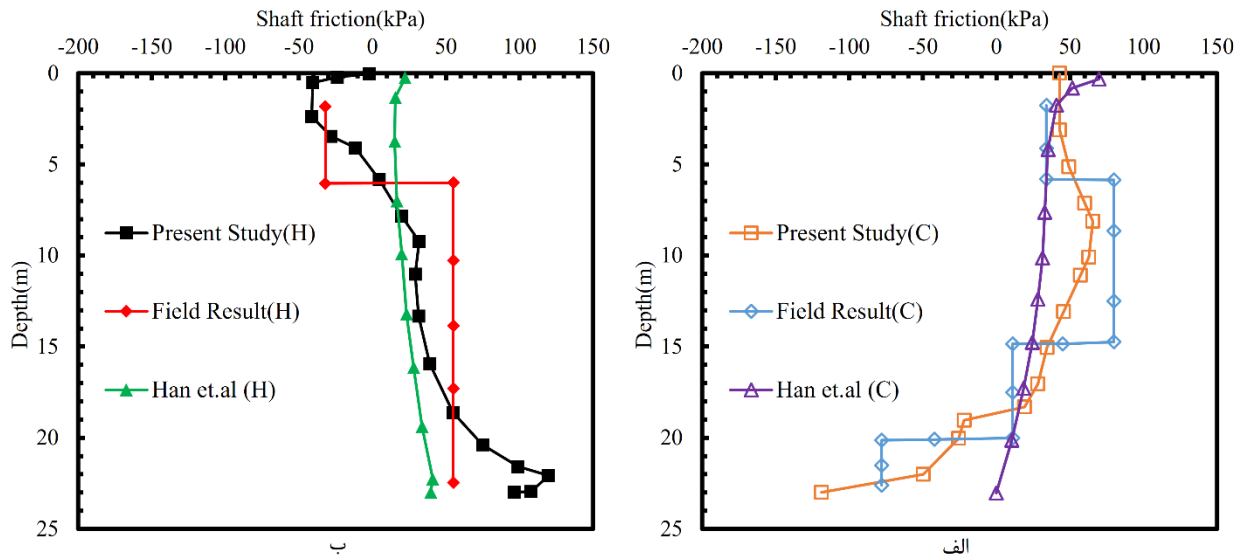 Shaft friction(kPa)
-200 -150 -100 -50 0 50 100 150
0
5
10
15
20
25
Depth(m)
Present Study(H)
Field Result(H)
Han et.al (H)
ب
Shaft friction(kPa)
-200 -150 -100 -50 0 50 100 150
0
5
10
15
20
25
Depth(m)
Present Study(C)
Field Result(C)
Han et.al (C)
الف